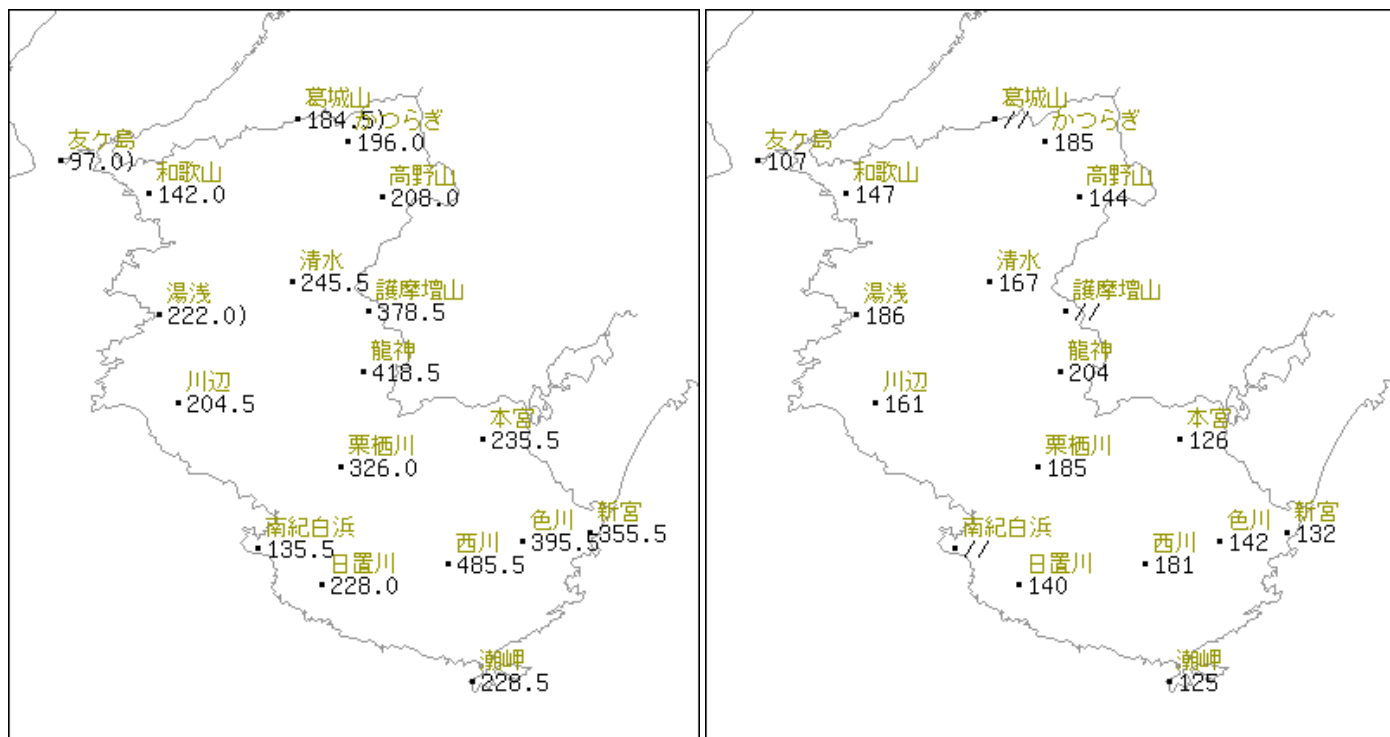 葛城山
184.5)
かつらぎ
196.0
友ケ島
97.0)
和歌山
142.0
高野山
208.0
清水
245.5
湯浅
222.0)
護摩壇山
378.5
龍神
418.5
川辺
204.5
本宮
235.5
栗栖川
326.0
新宮
355.5
色川
395.5
南紀白浜
135.5
西川
485.5
日置川
228.0
潮岬
228.5
葛城山
//
かつらぎ
185
友ケ島
107
和歌山
147
高野山
144
清水
167
湯浅
186
護摩壇山
//
龍神
204
川辺
161
本宮
126
栗栖川
185
新宮
132
色川
142
南紀白浜
//
西川
181
日置川
140
潮岬
125